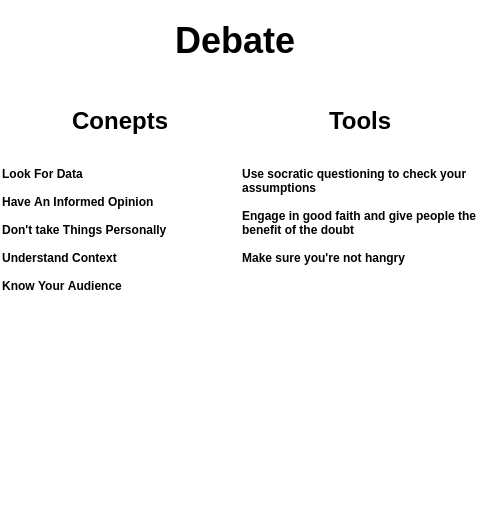 Debate
Conepts
Look For Data
Have An Informed Opinion
Don't take Things Personally
Understand Context
Know Your Audience
Tools
Use socratic questioning to check your
assumptions
Engage in good faith and give people the
benefit of the doubt
Make sure you're not hangry